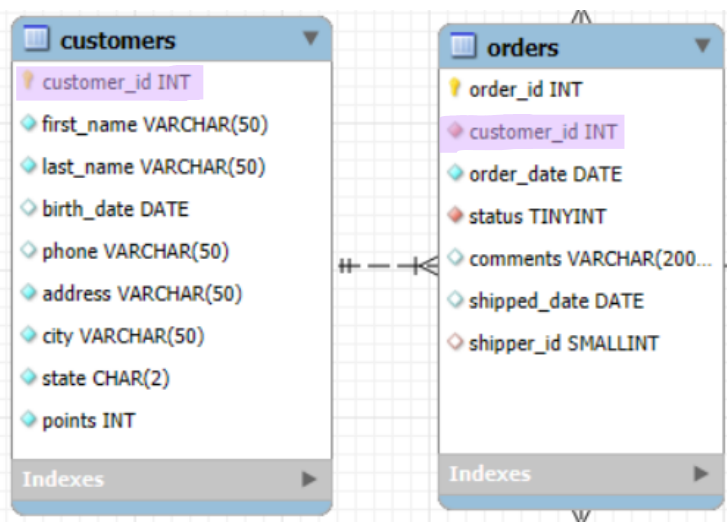 customers
customer_id INT
first_name VARCHAR(50)
last_name VARCHAR(50)
birth_date DATE
phone VARCHAR(50)
address VARCHAR(50)
city VARCHAR(50)
state CHAR(2)
points INT
Indexes
orders
order_id INT
customer_id INT
order_date DATE
status TINYINT
comments VARCHAR(200...
shipped_date DATE
shipper_id SMALLINT
Indexes